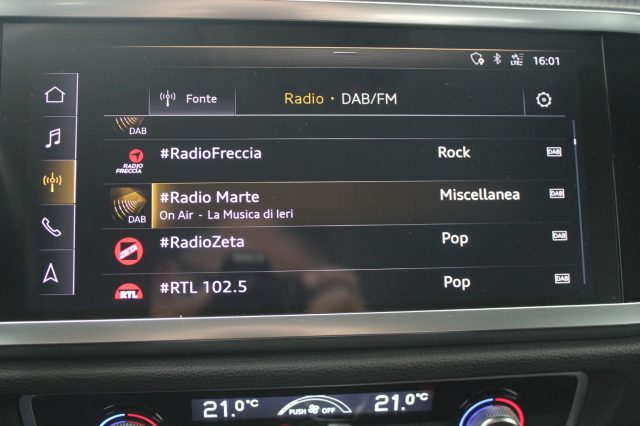 LTE 16:01
Fonte Radio · DAB/FM
DAB
RADIO FRECCIA #RadioFreccia Rock DAB
DAB #Radio Marte Miscellanea DAB
On Air - La Musica di Ieri
ZETA #RadioZeta Pop DAB
RTL #RTL 102.5 Pop DAB
21.0°C PUSH OFF 21.0°C